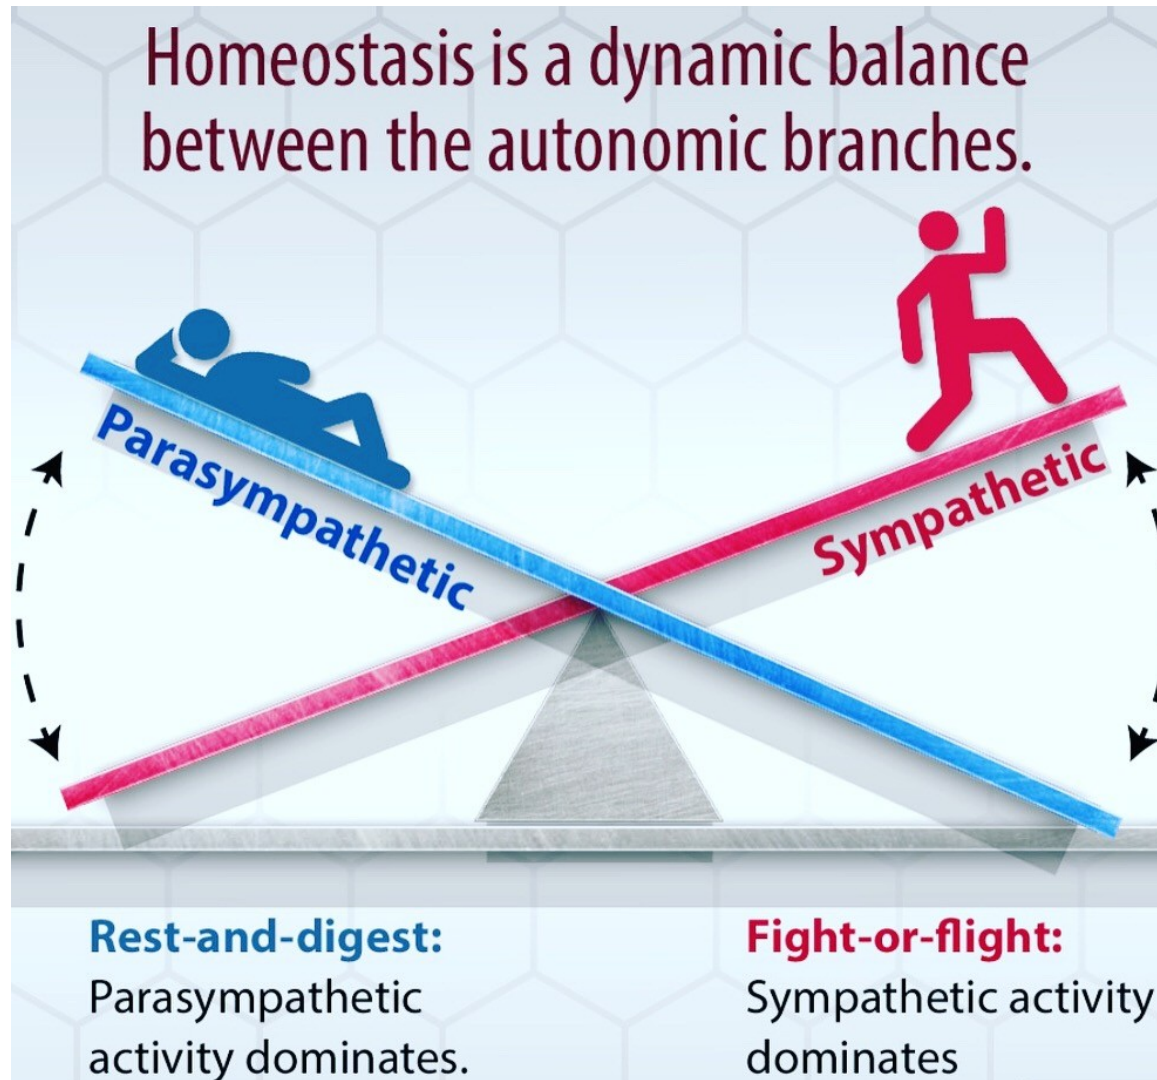 Homeostasis is a dynamic balance
between the autonomic branches.
Parasympathetic
Sympathetic
Rest-and-digest:
Parasympathetic
activity dominates.
Fight-or-flight:
Sympathetic activity
dominates